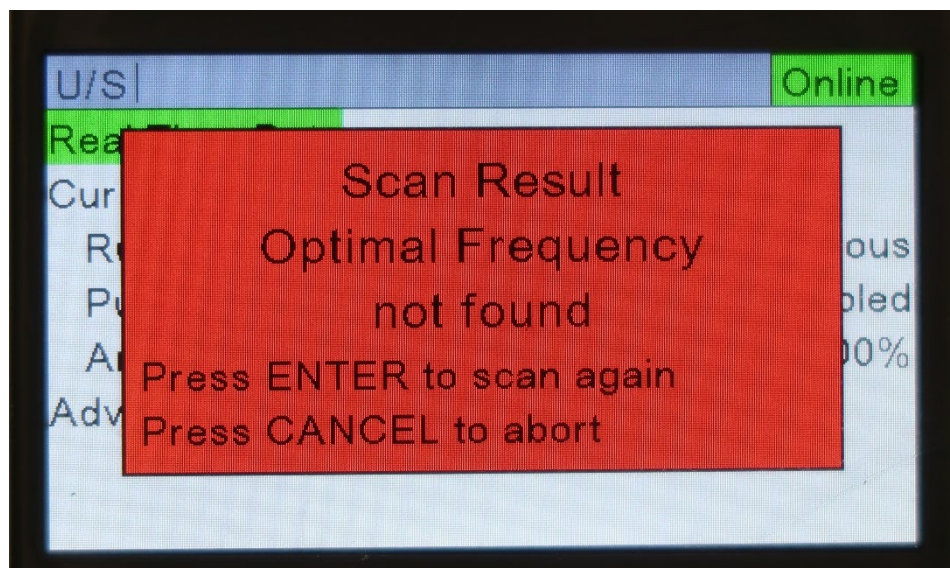 U/S
Online
Scan Result
Optimal Frequency
not found
Press ENTER to scan again
Press CANCEL to abort